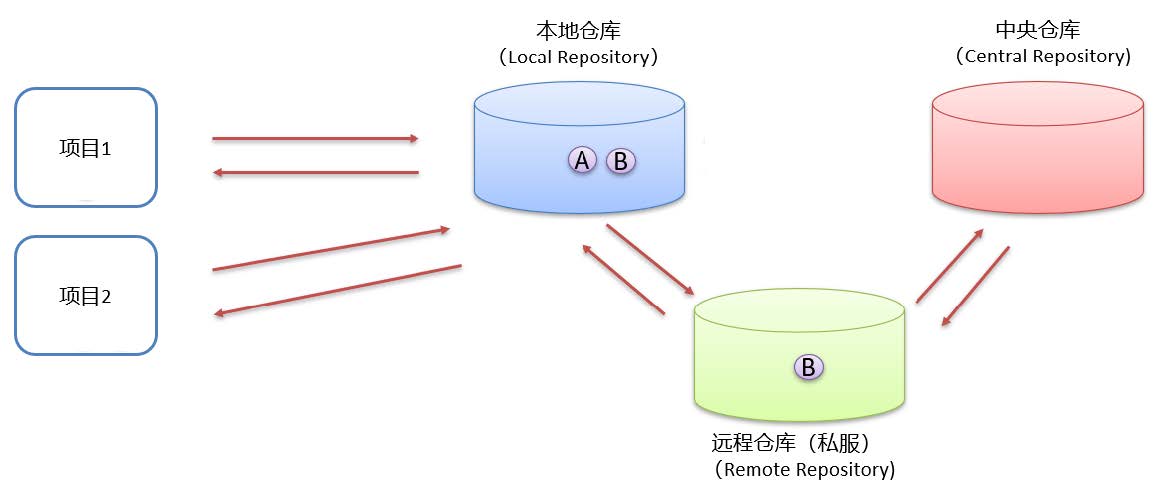 本地仓库
（Local Repository）
中央仓库
（Central Repository)
项目1
A B
项目2
B
远程仓库（私服）
（Remote Repository)